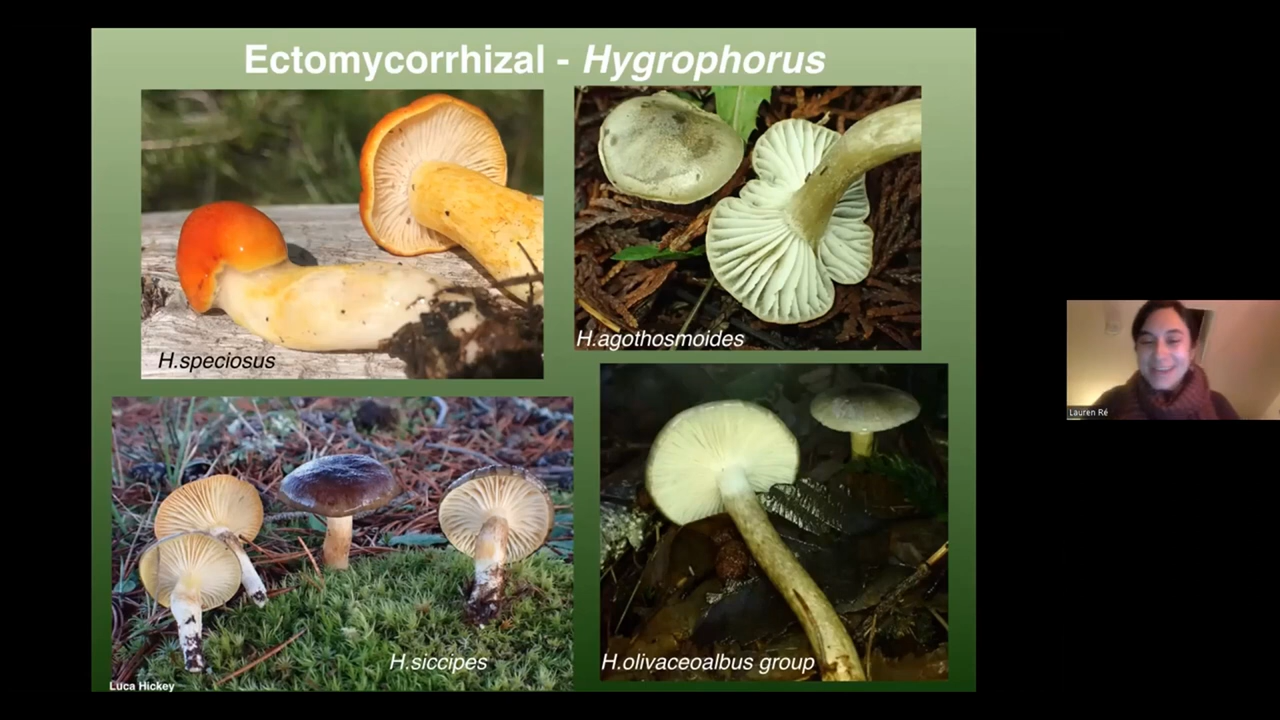 Ectomycorrhizal - Hygrophorus
H.speciosus
H.agothosmoides
H.siccipes
H.olivaceoalbus group
Luca Hickey
Lauren Ré